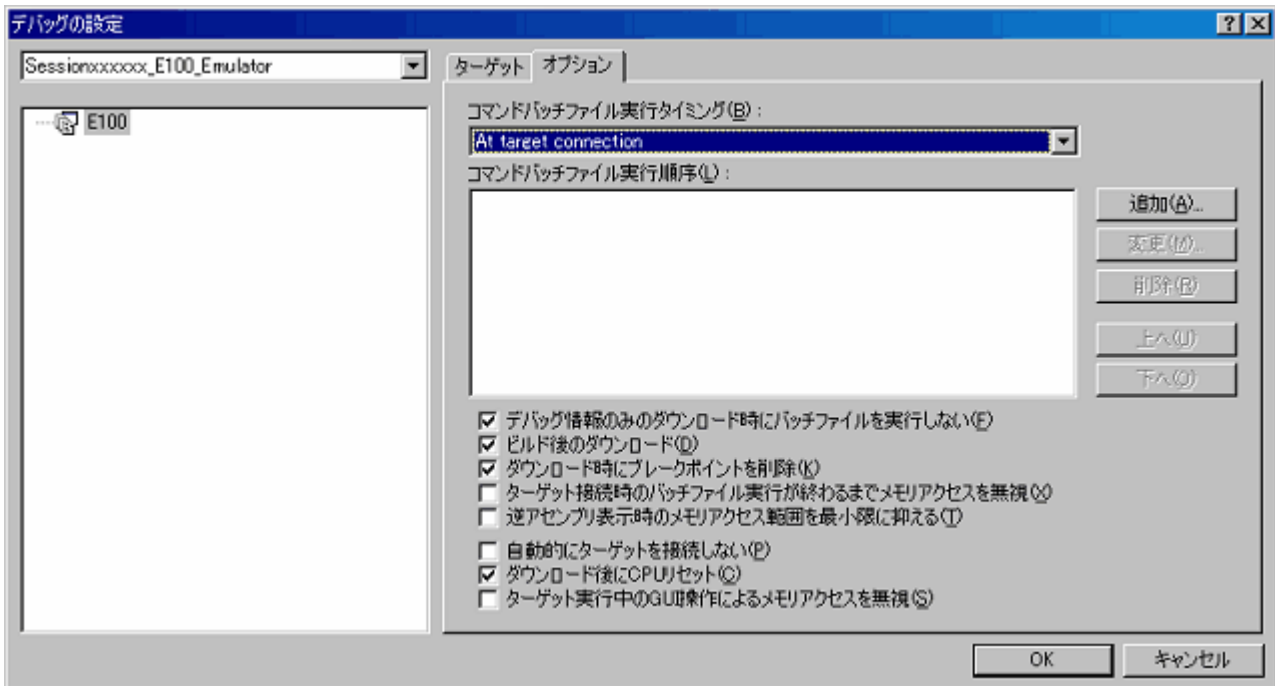 デバッグの設定
Sessionxxxxxx_E100_Emulator
E100
ターゲット オプション
コマンドバッチファイル実行タイミング(B) :
At target connection
コマンドバッチファイル実行順序(L) :
追加(A)...
変更(M)...
削除(R)
上へ(U)
下へ(O)
デバッグ情報のみのダウンロード時にバッチファイルを実行しない(E)
ビルド後のダウンロード(D)
ダウンロード時にブレークポイントを削除(K)
ターゲット接続時のバッチファイル実行が終わるまでメモリアクセスを無視(X)
逆アセンブリ表示時のメモリアクセス範囲を最小限に抑える(T)
自動的にターゲットを接続しない(P)
ダウンロード後にCPUリセット(C)
ターゲット実行中のGUI操作によるメモリアクセスを無視(S)
OK キャンセル